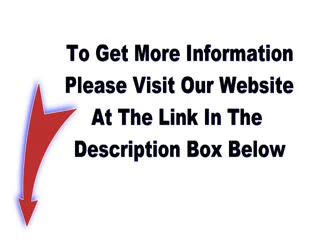 To Get More Information
Please Visit Our Website
At The Link In The
Description Box Below